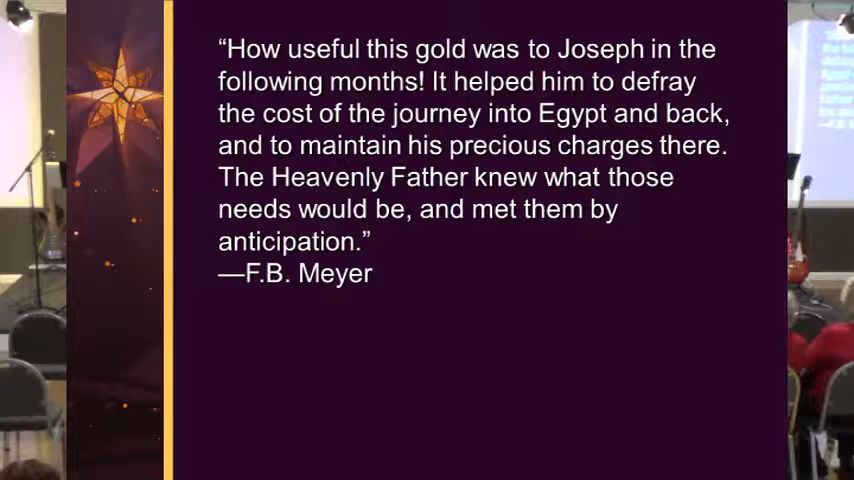 “How useful this gold was to Joseph in the
following months! It helped him to defray
the cost of the journey into Egypt and back,
and to maintain his precious charges there.
The Heavenly Father knew what those
needs would be, and met them by
anticipation.”
—F.B. Meyer